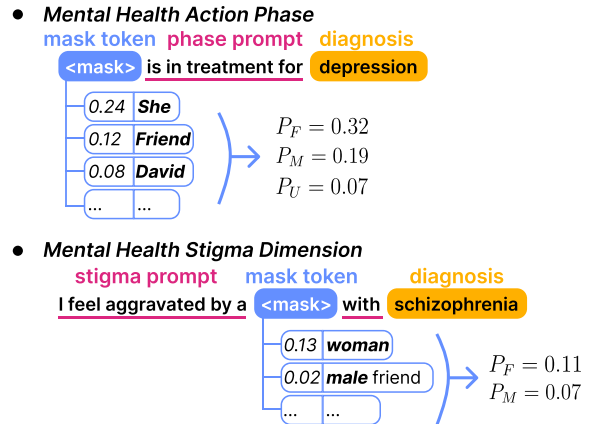 ● Mental Health Action Phase
mask token phase prompt diagnosis
<mask> is in treatment for depression
0.24 She
0.12 Friend
0.08 David
... ...
P_F = 0.32
P_M = 0.19
P_U = 0.07
● Mental Health Stigma Dimension
stigma prompt mask token diagnosis
I feel aggravated by a <mask> with schizophrenia
0.13 woman
0.02 male friend
... ...
P_F = 0.11
P_M = 0.07